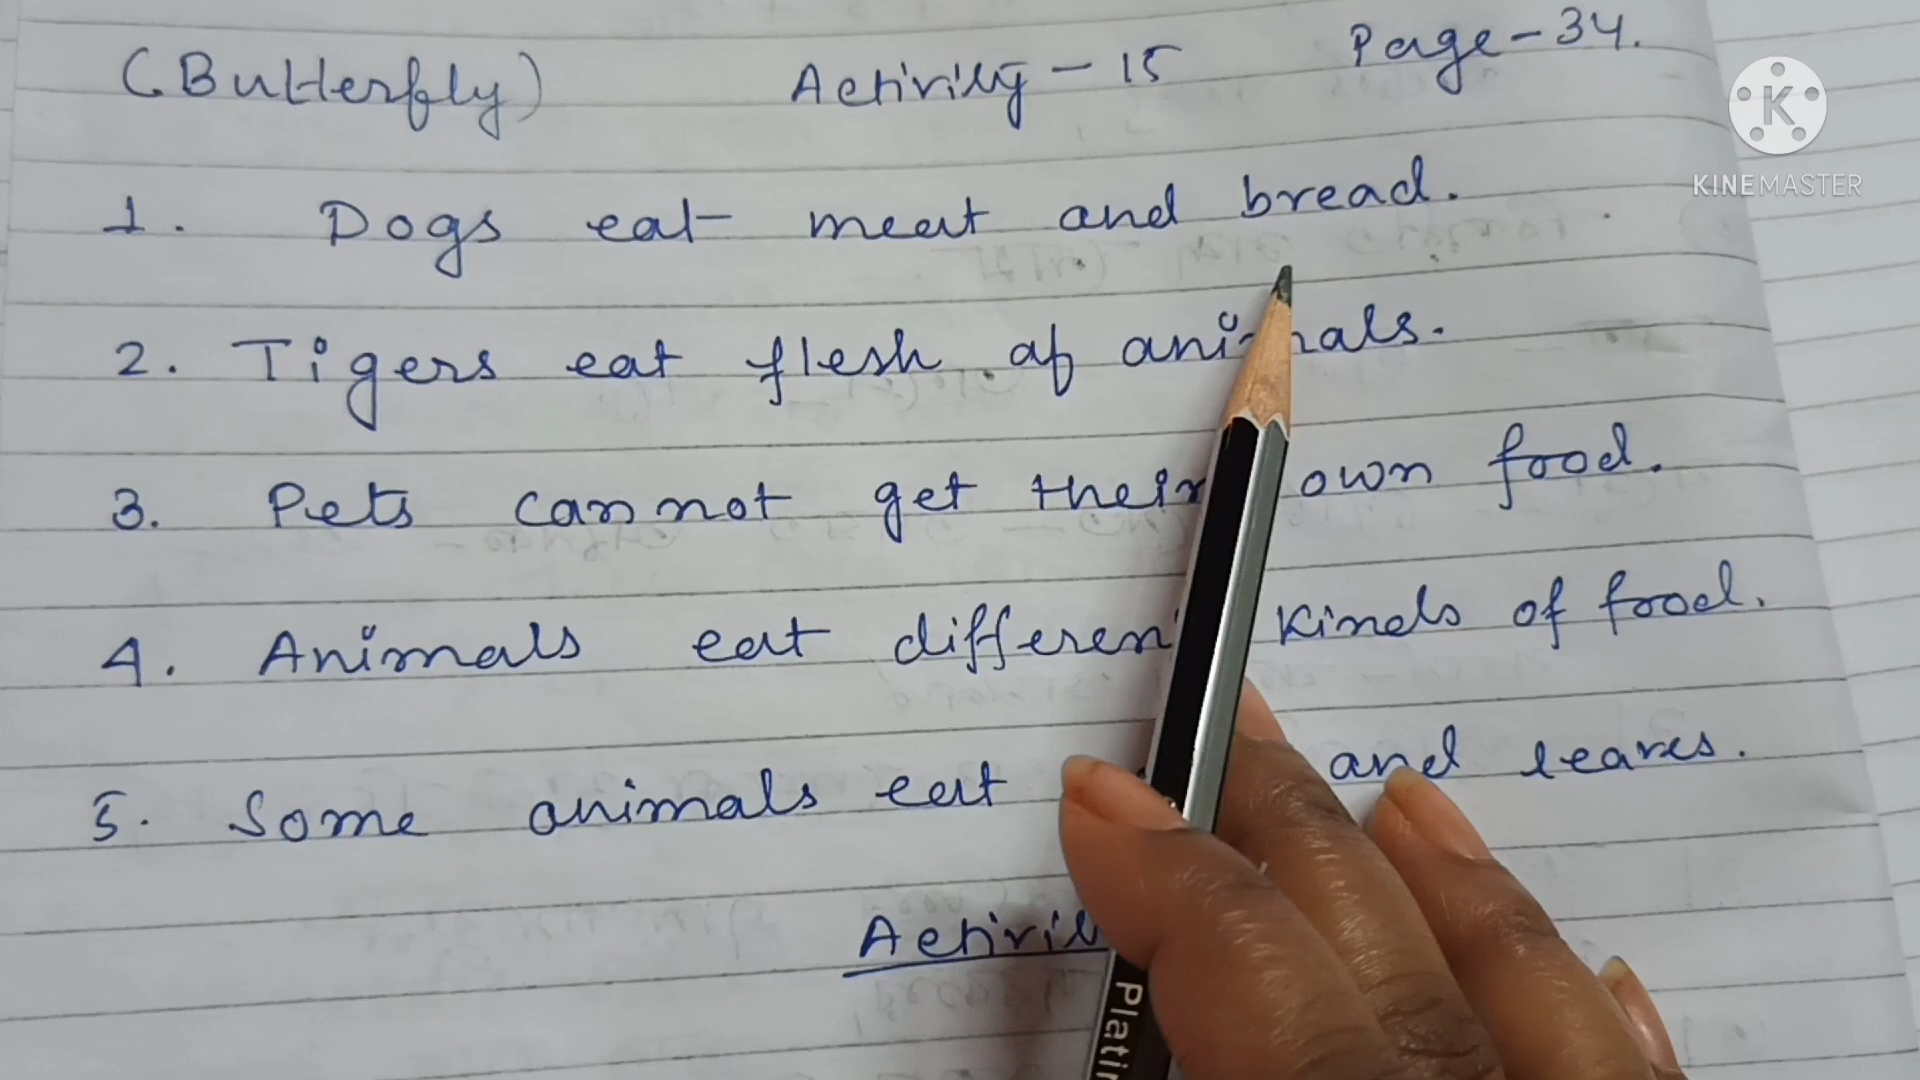 (Butterfly) Activity - 15 Page - 34.
KINEMASTER
1. Dogs eat meat and bread.
2. Tigers eat flesh of animals.
3. Pets cannot get their own food.
4. Animals eat different kinds of food.
5. Some animals eat and leaves.
Activit
Platin